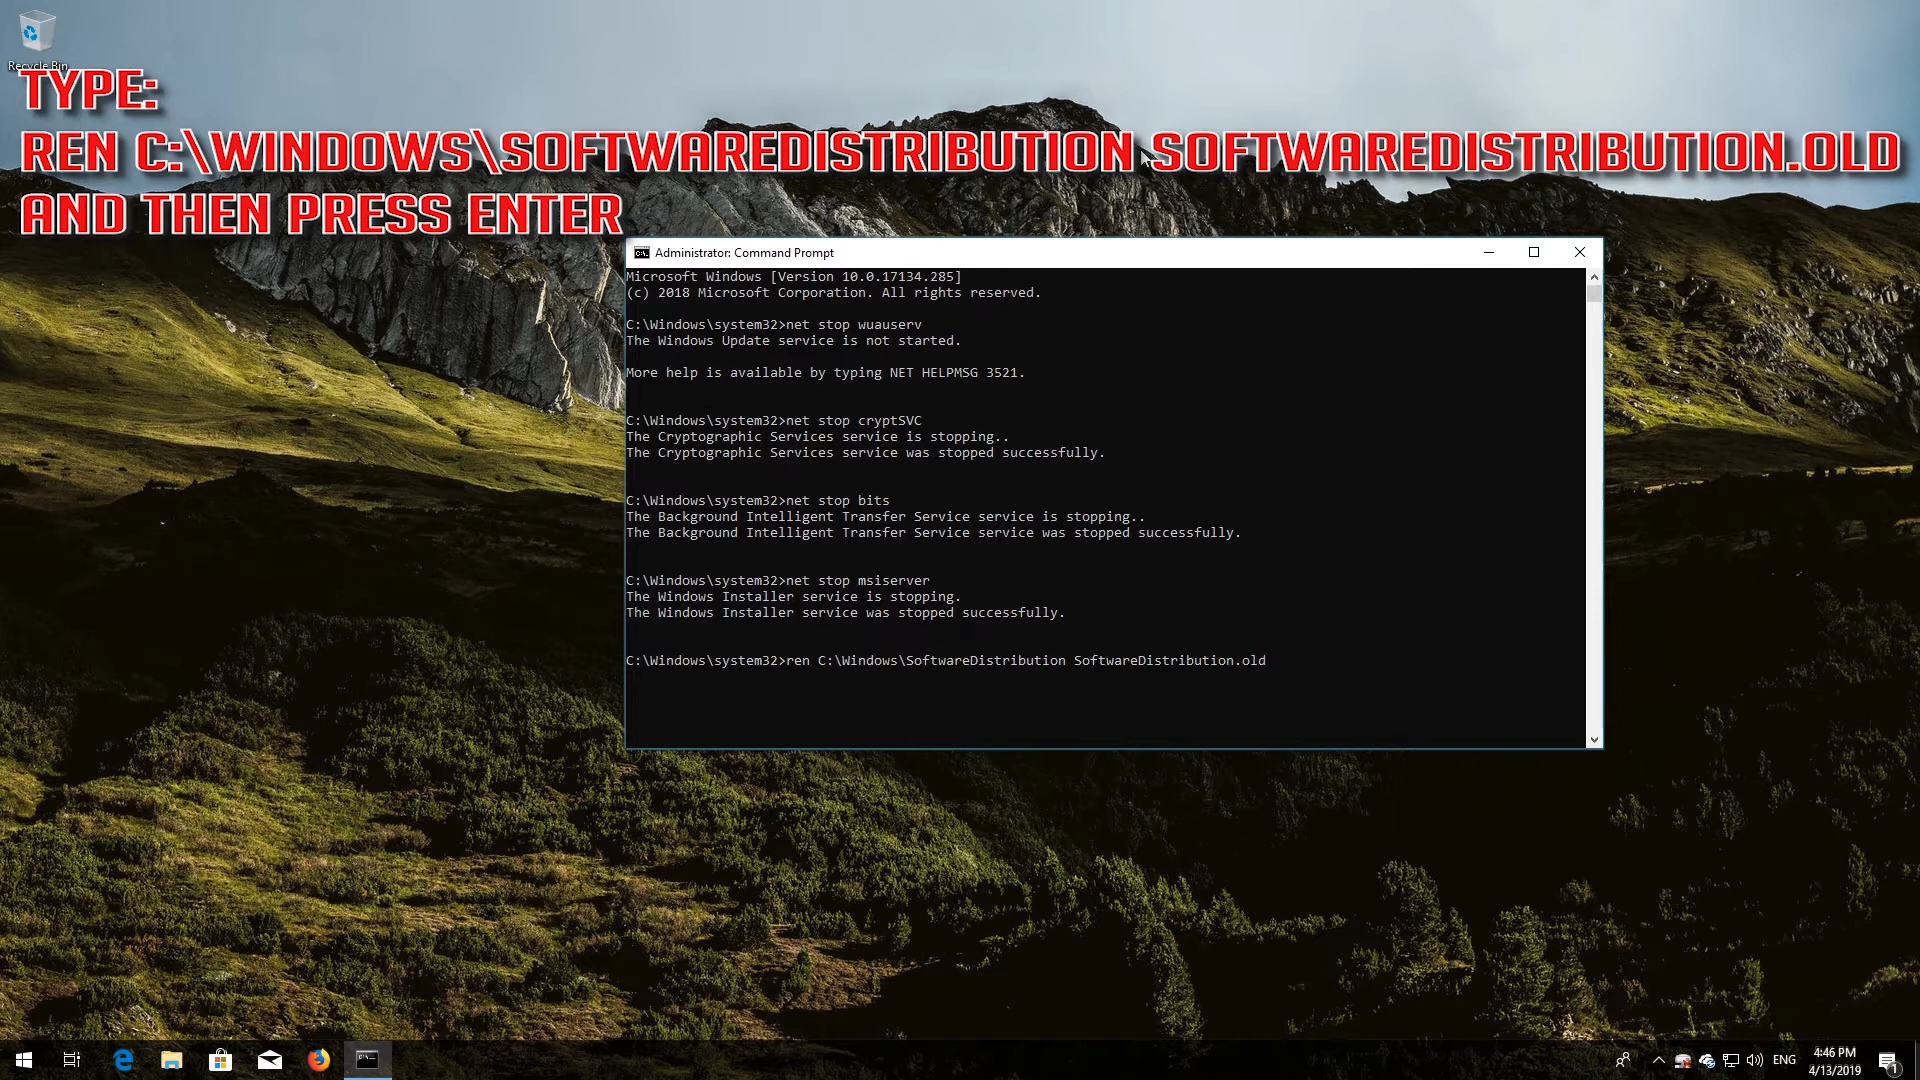 Recycle Bin
TYPE:
REN C:\WINDOWS\SOFTWAREDISTRIBUTION SOFTWAREDISTRIBUTION.OLD
AND THEN PRESS ENTER
Administrator: Command Prompt
Microsoft Windows [Version 10.0.17134.285]
(c) 2018 Microsoft Corporation. All rights reserved.
C:\Windows\system32>net stop wuauserv
The Windows Update service is not started.
More help is available by typing NET HELPMSG 3521.
C:\Windows\system32>net stop cryptSVC
The Cryptographic Services service is stopping..
The Cryptographic Services service was stopped successfully.
C:\Windows\system32>net stop bits
The Background Intelligent Transfer Service service is stopping..
The Background Intelligent Transfer Service service was stopped successfully.
C:\Windows\system32>net stop msiserver
The Windows Installer service is stopping.
The Windows Installer service was stopped successfully.
C:\Windows\system32>ren C:\Windows\SoftwareDistribution SoftwareDistribution.old
ENG
4:46 PM
4/13/2019
1